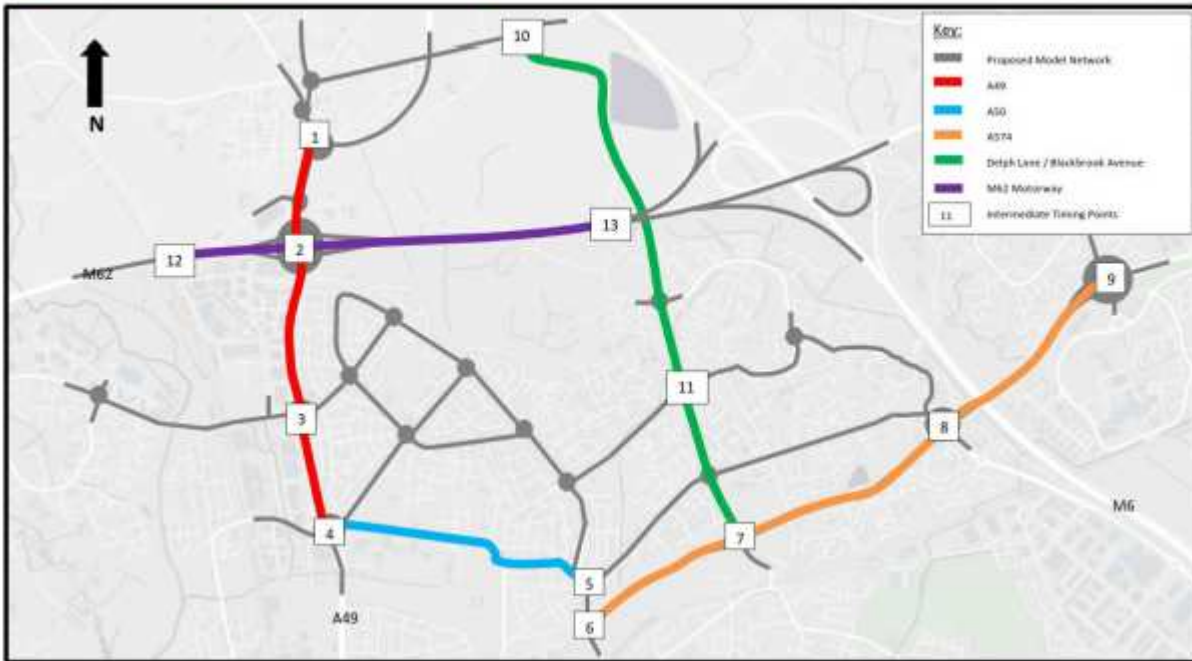 10
Key:
Proposed Model Network
A49
A50
A574
Delph Lane / Blackbrook Avenue
M62 Motorway
11 Intermediate Timing Points
N
1
2
13
12
M62
9
11
3
8
M6
4
7
5
A49
6